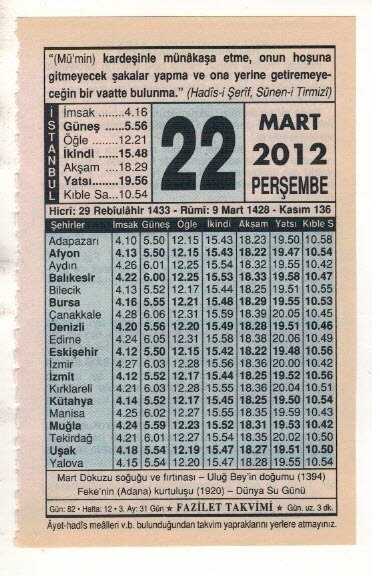 “(Mü’min) kardeşinle münâkaşa etme, onun hoşuna
gitmeyecek şakalar yapma ve ona yerine getiremeye-
ceğin bir vaatte bulunma.” (Hadîs-i Şerîf, Sünen-i Tirmizî)
İSTANBUL
İmsak ........4.16
Güneş ......5.56
Öğle ........12.21
İkindi ......15.48
Akşam ....18.29
Yatsı........19.56
Kıble Sa...10.54
22
MART
2012
PERŞEMBE
Hicrî: 29 Rebiulâhir 1433 - Rûmî: 9 Mart 1428 - Kasım 136
Şehirler İmsak Güneş Öğle İkindi Akşam Yatsı Kıble S
Adapazarı 4.10 5.50 12.15 15.43 18.23 19.50 10.58
Afyon 4.13 5.50 12.15 15.43 18.22 19.47 10.54
Aydın 4.26 6.01 12.25 15.54 18.32 19.55 10.42
Balıkesir 4.22 6.00 12.25 15.53 18.33 19.58 10.47
Bilecik 4.13 5.52 12.17 15.44 18.25 19.51 10.55
Bursa 4.16 5.55 12.21 15.48 18.29 19.55 10.53
Çanakkale 4.28 6.06 12.31 15.59 18.39 20.05 10.45
Denizli 4.20 5.56 12.20 15.49 18.28 19.51 10.46
Edirne 4.24 6.05 12.31 15.58 18.38 20.06 10.49
Eskişehir 4.12 5.50 12.15 15.42 18.22 19.48 10.56
İzmir 4.27 6.03 12.28 15.56 18.36 20.00 10.42
İzmit 4.12 5.52 12.17 15.44 18.25 19.52 10.56
Kırklareli 4.21 6.03 12.28 15.55 18.36 20.04 10.51
Kütahya 4.14 5.52 12.17 15.45 18.25 19.50 10.54
Manisa 4.25 6.02 12.27 15.55 18.35 19.59 10.43
Muğla 4.24 5.59 12.23 15.52 18.31 19.53 10.42
Tekirdağ 4.21 6.01 12.27 15.54 18.35 20.02 10.50
Uşak 4.18 5.54 12.19 15.47 18.27 19.51 10.50
Yalova 4.15 5.54 12.20 15.47 18.28 19.55 10.54
Mart Dokuzu soğuğu ve fırtınası – Uluğ Bey’in doğumu (1394)
Feke’nin (Adana) kurtuluşu (1920) – Dünya Su Günü
Gün: 82 • Hafta: 12 • 3. Ay: 31 Gün ★ FAZİLET TAKVİMİ ★ Gün. uz. 3 dk.
Âyet-hadîs meâlleri v.b. bulunduğundan takvim yapraklarını yerlere atmayınız.